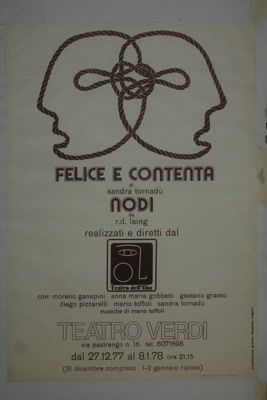 FELICE E CONTENTA
di
sandra tornadù
NODI
da
r.d. laing
realizzati e diretti dal
Teatro dell'Elfo
con: moreno ganapini anna maria gobbetti gaetano grasso
diego pizzarelli mario toffoli sandra tornadù
musiche di mario toffoli
TEATRO VERDI
via pastrengo n. 16 tel. 6071695
dal 27.12.77 al 8.1.78 ore 21,15
(31 dicembre compreso 1-2 gennaio riposo)